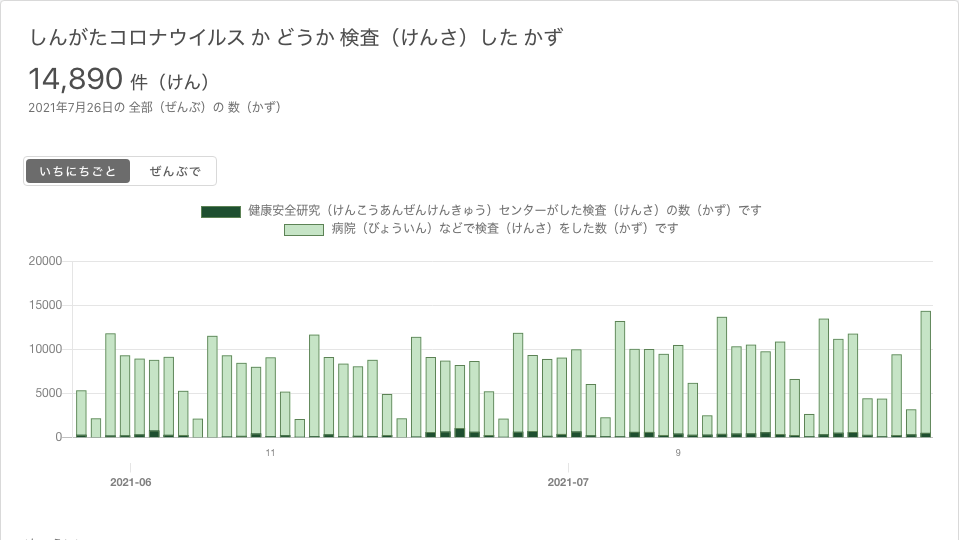 しんがたコロナウイルス か どうか 検査（けんさ）した かず
14,890 件（けん）
2021年7月26日の 全部（ぜんぶ）の 数（かず）
いちにちごと ぜんぶで
健康安全研究（けんこうあんぜんけんきゅう）センターがした検査（けんさ）の数（かず）です
病院（びょういん）などで検査（けんさ）をした数（かず）です
20000
15000
10000
5000
0
11 9
2021-06 2021-07